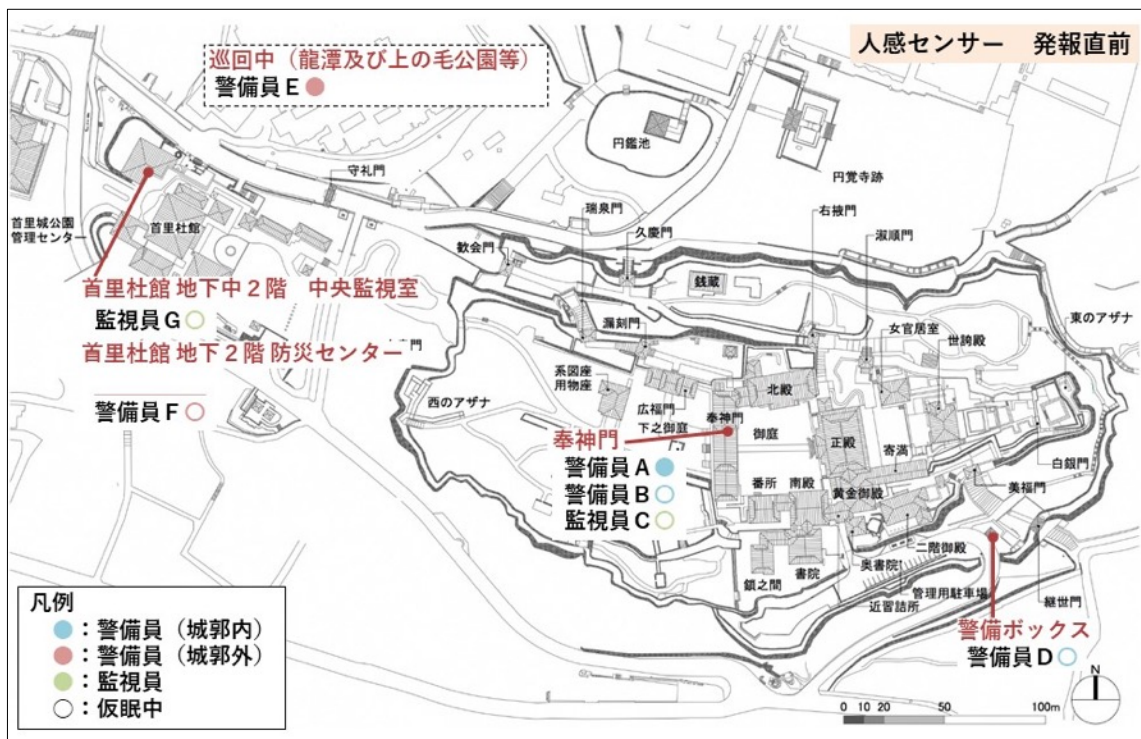 人感センサー 発報直前
巡回中（龍潭及び上の毛公園等）
警備員E
円鑑池
円覚寺跡
守礼門
瑞泉門
久慶門
右掖門
淑順門
首里城公園
管理センター
首里杜館
歓会門
銭蔵
女官居室
世誇殿
東のアザナ
首里杜館 地下中2階 中央監視室
監視員G
漏刻門
首里杜館 地下2階 防災センター
警備員F
西のアザナ
系図座
用物座
広福門
下之御庭
北殿
奉神門
御庭
正殿
寄満
白銀門
美福門
奉神門
警備員A
警備員B
監視員C
番所
南殿
黄金御殿
二階御殿
奥書院
鎖之間
書院
管理用駐車場
近習詰所
継世門
警備ボックス
警備員D
凡例
：警備員（城郭内）
：警備員（城郭外）
：監視員
：仮眠中
N
0 10 20 50 100m